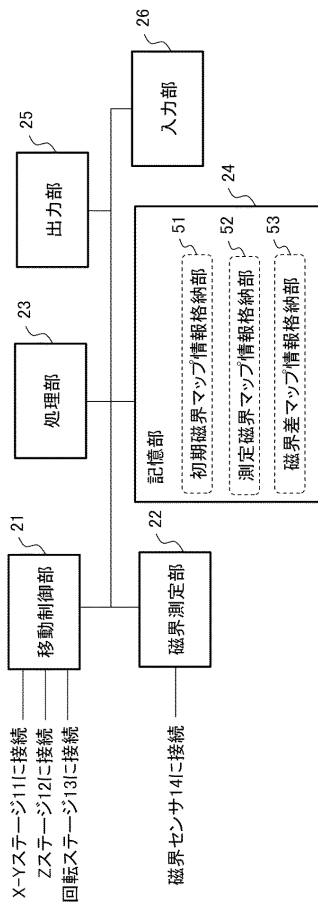 X-Yステージ11に接続
Zステージ12に接続
回転ステージ13に接続
21
移動制御部
磁界センサ14に接続
22
磁界測定部
23
処理部
25
出力部
26
入力部
24
記憶部
51
初期磁界マップ情報格納部
52
測定磁界マップ情報格納部
53
磁界差マップ情報格納部